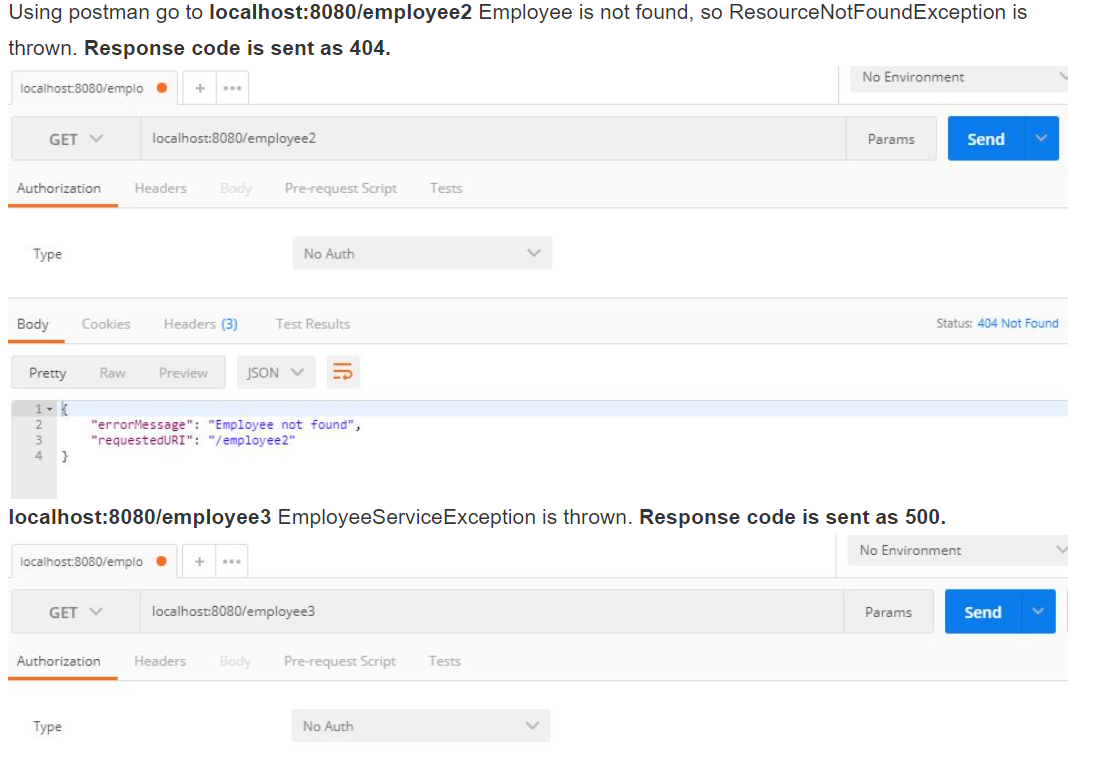 Using postman go to localhost:8080/employee2 Employee is not found, so ResourceNotFoundException is
thrown. Response code is sent as 404.
localhost:8080/emplo + ••• No Environment
GET localhost:8080/employee2 Params Send
Authorization Headers Body Pre-request Script Tests
Type No Auth
Body Cookies Headers (3) Test Results Status: 404 Not Found
Pretty Raw Preview JSON
1 {
2 "errorMessage": "Employee not found",
3 "requestedURI": "/employee2"
4 }
localhost:8080/employee3 EmployeeServiceException is thrown. Response code is sent as 500.
localhost:8080/emplo + ••• No Environment
GET localhost:8080/employee3 Params Send
Authorization Headers Body Pre-request Script Tests
Type No Auth